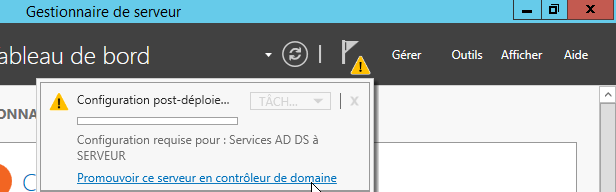 Gestionnaire de serveur
ableau de bord
Gérer Outils Afficher Aide
Configuration post-déploie... TÂCH... X
Configuration requise pour : Services AD DS à
SERVEUR
Promouvoir ce serveur en contrôleur de domaine